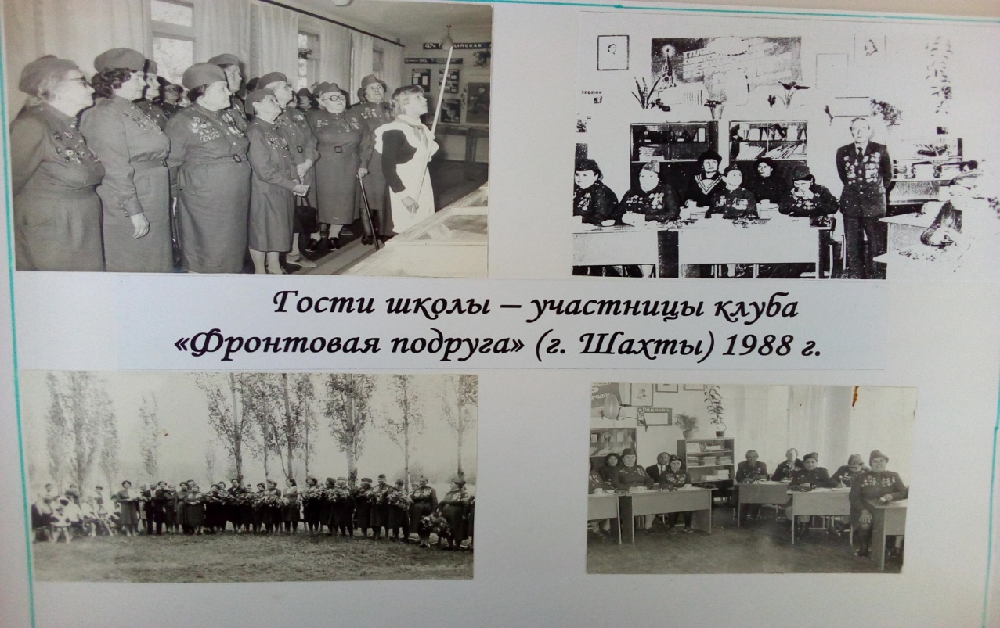 Гости школы – участницы клуба
«Фронтовая подруга» (г. Шахты) 1988 г.